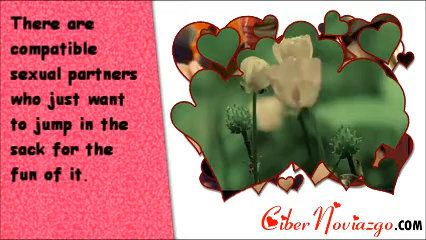 There are
compatible
sexual partners
who just want
to jump in the
sack for the
fun of it.
CiberNoviazgo.COM